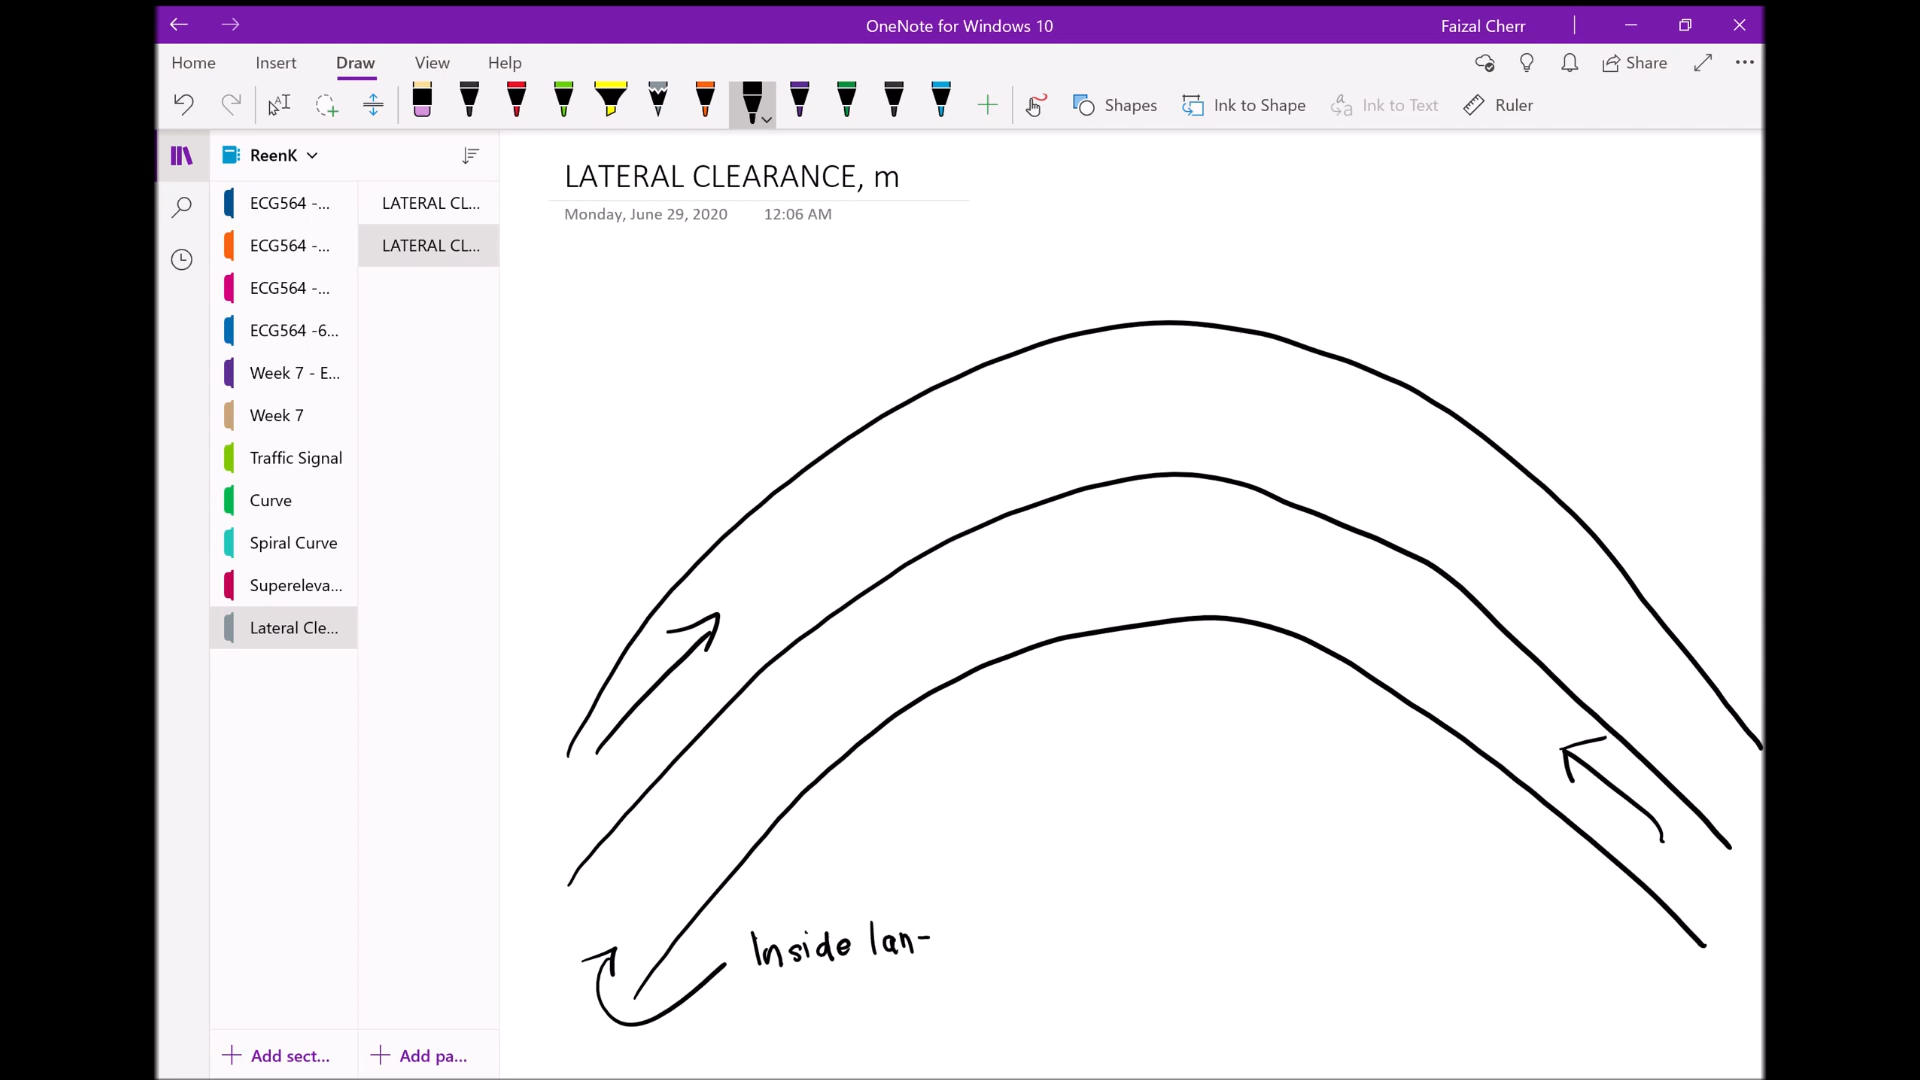 OneNote for Windows 10
Faizal Cherr
Home Insert Draw View Help
Share
Shapes Ink to Shape Ink to Text Ruler
ReenK
ECG564 -...
ECG564 -...
ECG564 -...
ECG564 -6...
Week 7 - E...
Week 7
Traffic Signal
Curve
Spiral Curve
Supereleva...
Lateral Cle...
LATERAL CL...
LATERAL CL...
LATERAL CLEARANCE, m
Monday, June 29, 2020 12:06 AM
Inside lan-
Add sect...
Add pa...